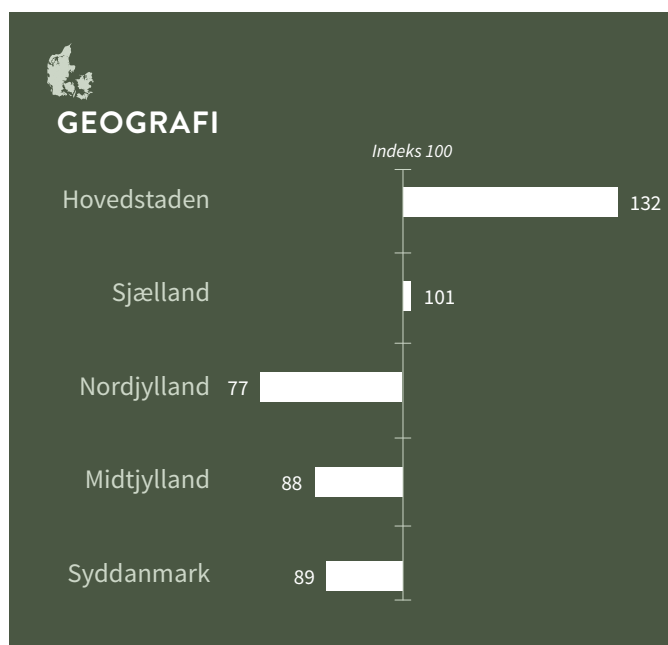 GEOGRAFI
Indeks 100
Hovedstaden 132
Sjælland 101
Nordjylland 77
Midtjylland 88
Syddanmark 89